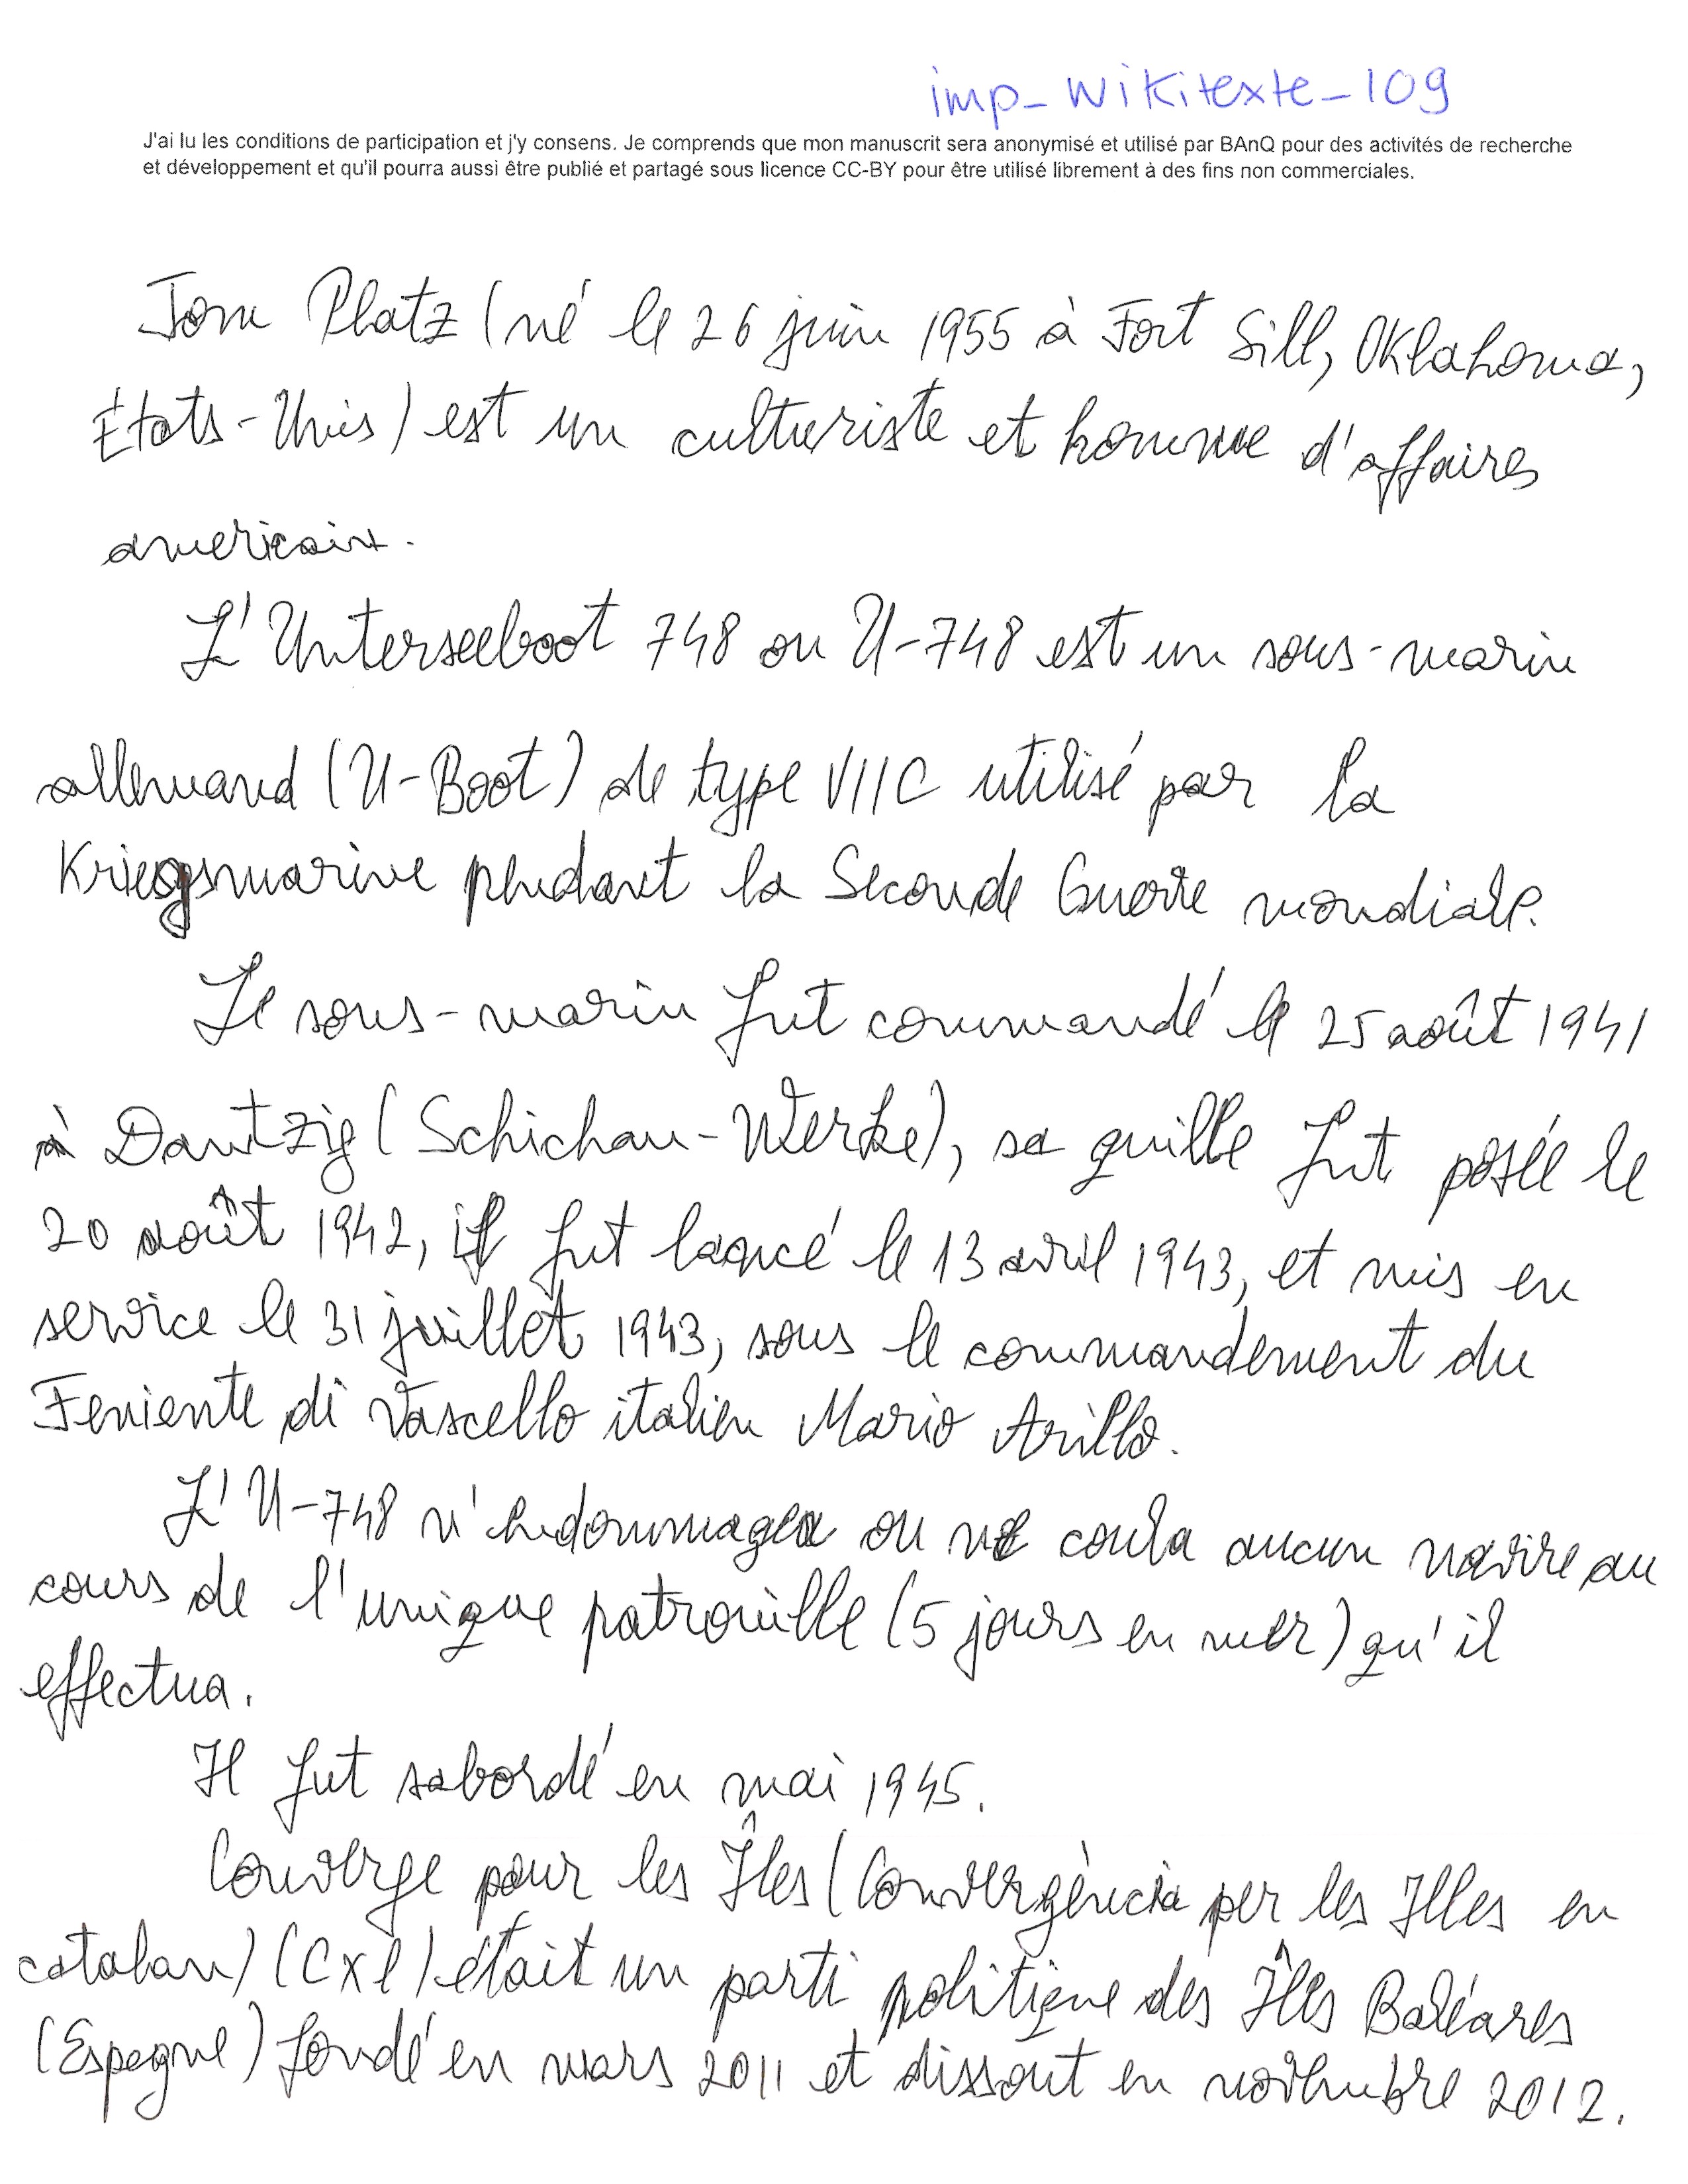 imp_wikitexte_109
J'ai lu les conditions de participation et j'y consens. Je comprends que mon manuscrit sera anonymisé et utilisé par BAnQ pour des activités de recherche
et développement et qu'il pourra aussi être publié et partagé sous licence CC-BY pour être utilisé librement à des fins non commerciales.
Tom Platz (né le 26 juin 1955 à Fort Sill, Oklahoma,
États-Unis) est un culturiste et homme d'affaires
americain.
L'Unterseeboot 748 ou U-748 est un sous-marin
allemand (U-Boot) de type VIIC utilisé par la
Kriegsmarine pendant la Seconde Guerre mondiale.
Le sous-marin fut commandé le 25 août 1941
à Dantzig (Schichau-Werke), sa quille fut posée le
20 août 1942, il fut lancé le 13 avril 1943, et mis en
service le 31 juillet 1943, sous le commandement du
Teniente di Vascello italien Mario Arillo.
L'U-748 n'endommagea ou ne coula aucun navire au
cours de l'unique patrouille (5 jours en mer) qu'il
effectua.
Il fut sabordé en mai 1945.
Converge pour les Îles (Convergència per les Illes en
catalan) (CxI) était un parti politique des Îles Baléares
(Espagne) fondé en mars 2011 et dissout en novembre 2012.